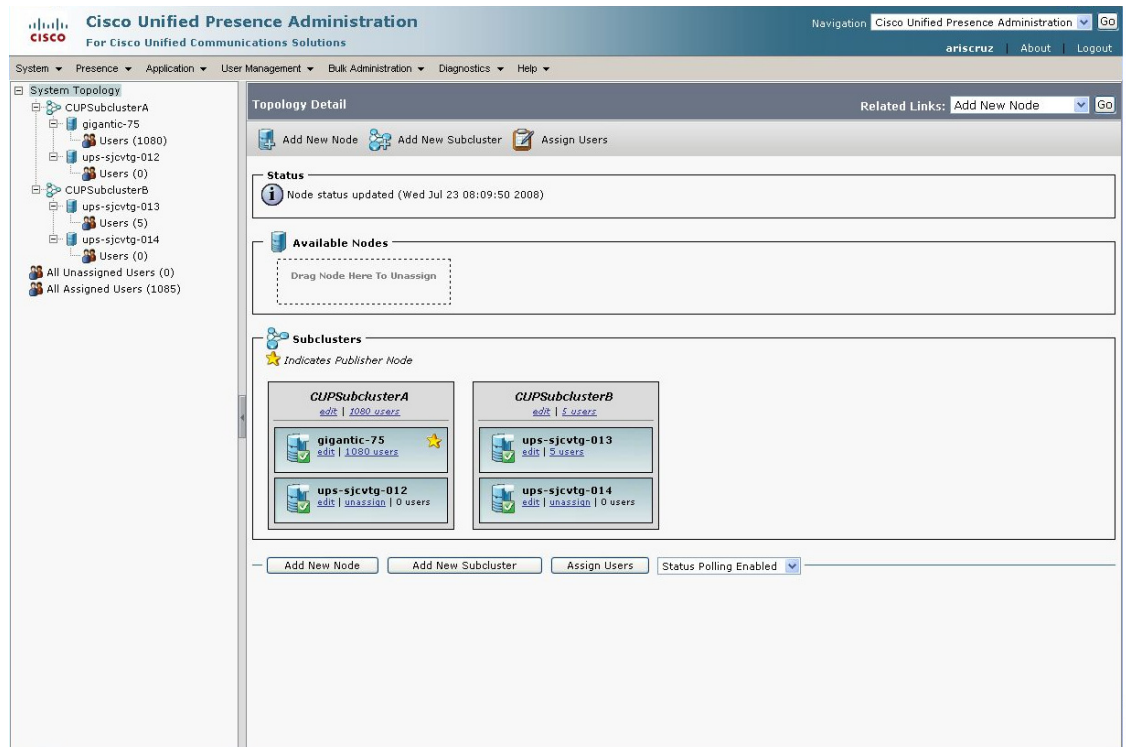 CISCO
Cisco Unified Presence Administration
For Cisco Unified Communications Solutions
Navigation Cisco Unified Presence Administration Go
ariscruz | About | Logout
System Presence Application User Management Bulk Administration Diagnostics Help
System Topology
CUPSubclusterA
gigantic-75
Users (1080)
ups-sjcvtg-012
Users (0)
CUPSubclusterB
ups-sjcvtg-013
Users (5)
ups-sjcvtg-014
Users (0)
All Unassigned Users (0)
All Assigned Users (1085)
Topology Detail
Related Links: Add New Node Go
Add New Node Add New Subcluster Assign Users
Status
Node status updated (Wed Jul 23 08:09:50 2008)
Available Nodes
Drag Node Here To Unassign
Subclusters
Indicates Publisher Node
CUPSubclusterA
edit | 1080 users
gigantic-75
edit | 1080 users
ups-sjcvtg-012
edit | unassign | 0 users
CUPSubclusterB
edit | 5 users
ups-sjcvtg-013
edit | 5 users
ups-sjcvtg-014
edit | unassign | 0 users
Add New Node Add New Subcluster Assign Users Status Polling Enabled